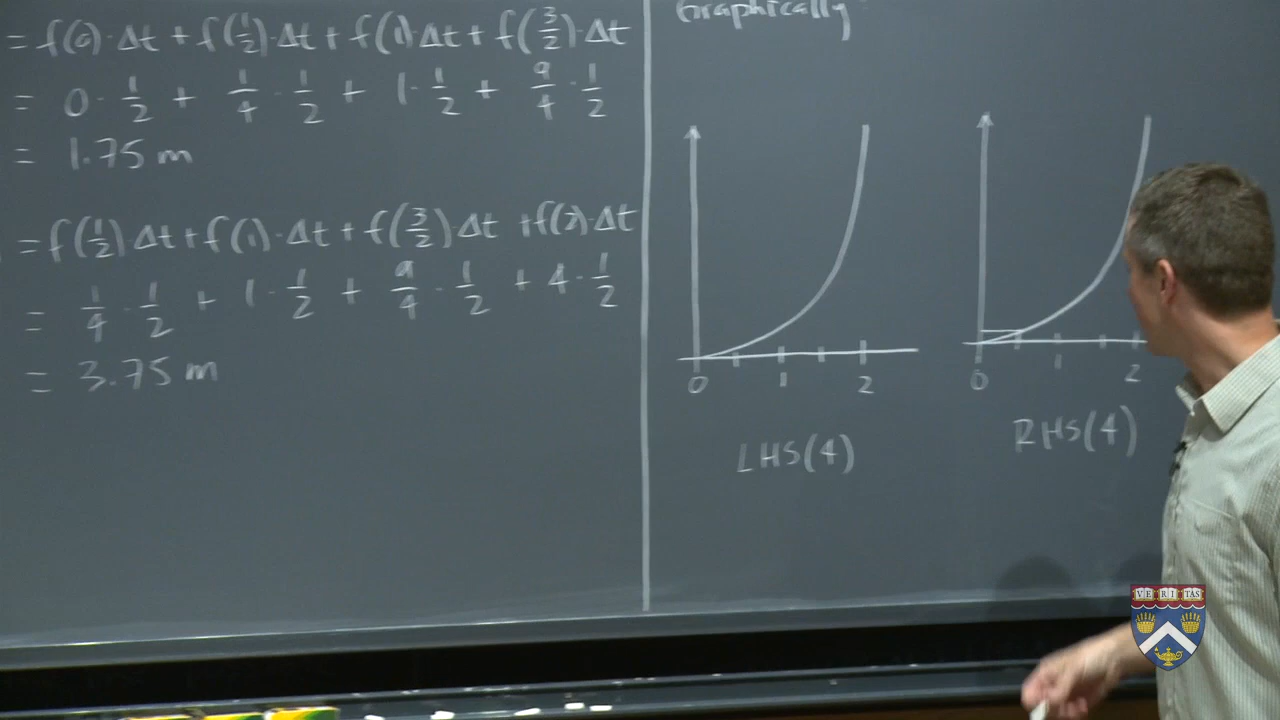 = f(0)·Δt + f(1/2)·Δt + f(1)·Δt + f(3/2)·Δt
= 0·1/2 + 1/4·1/2 + 1·1/2 + 9/4·1/2
= 1.75 m
= f(1/2)Δt + f(1)·Δt + f(3/2)Δt + f(2)·Δt
= 1/4·1/2 + 1·1/2 + 9/4·1/2 + 4·1/2
= 3.75 m
Graphically
0 1 2
LHS(4)
0 1 2
RHS(4)
VERITAS